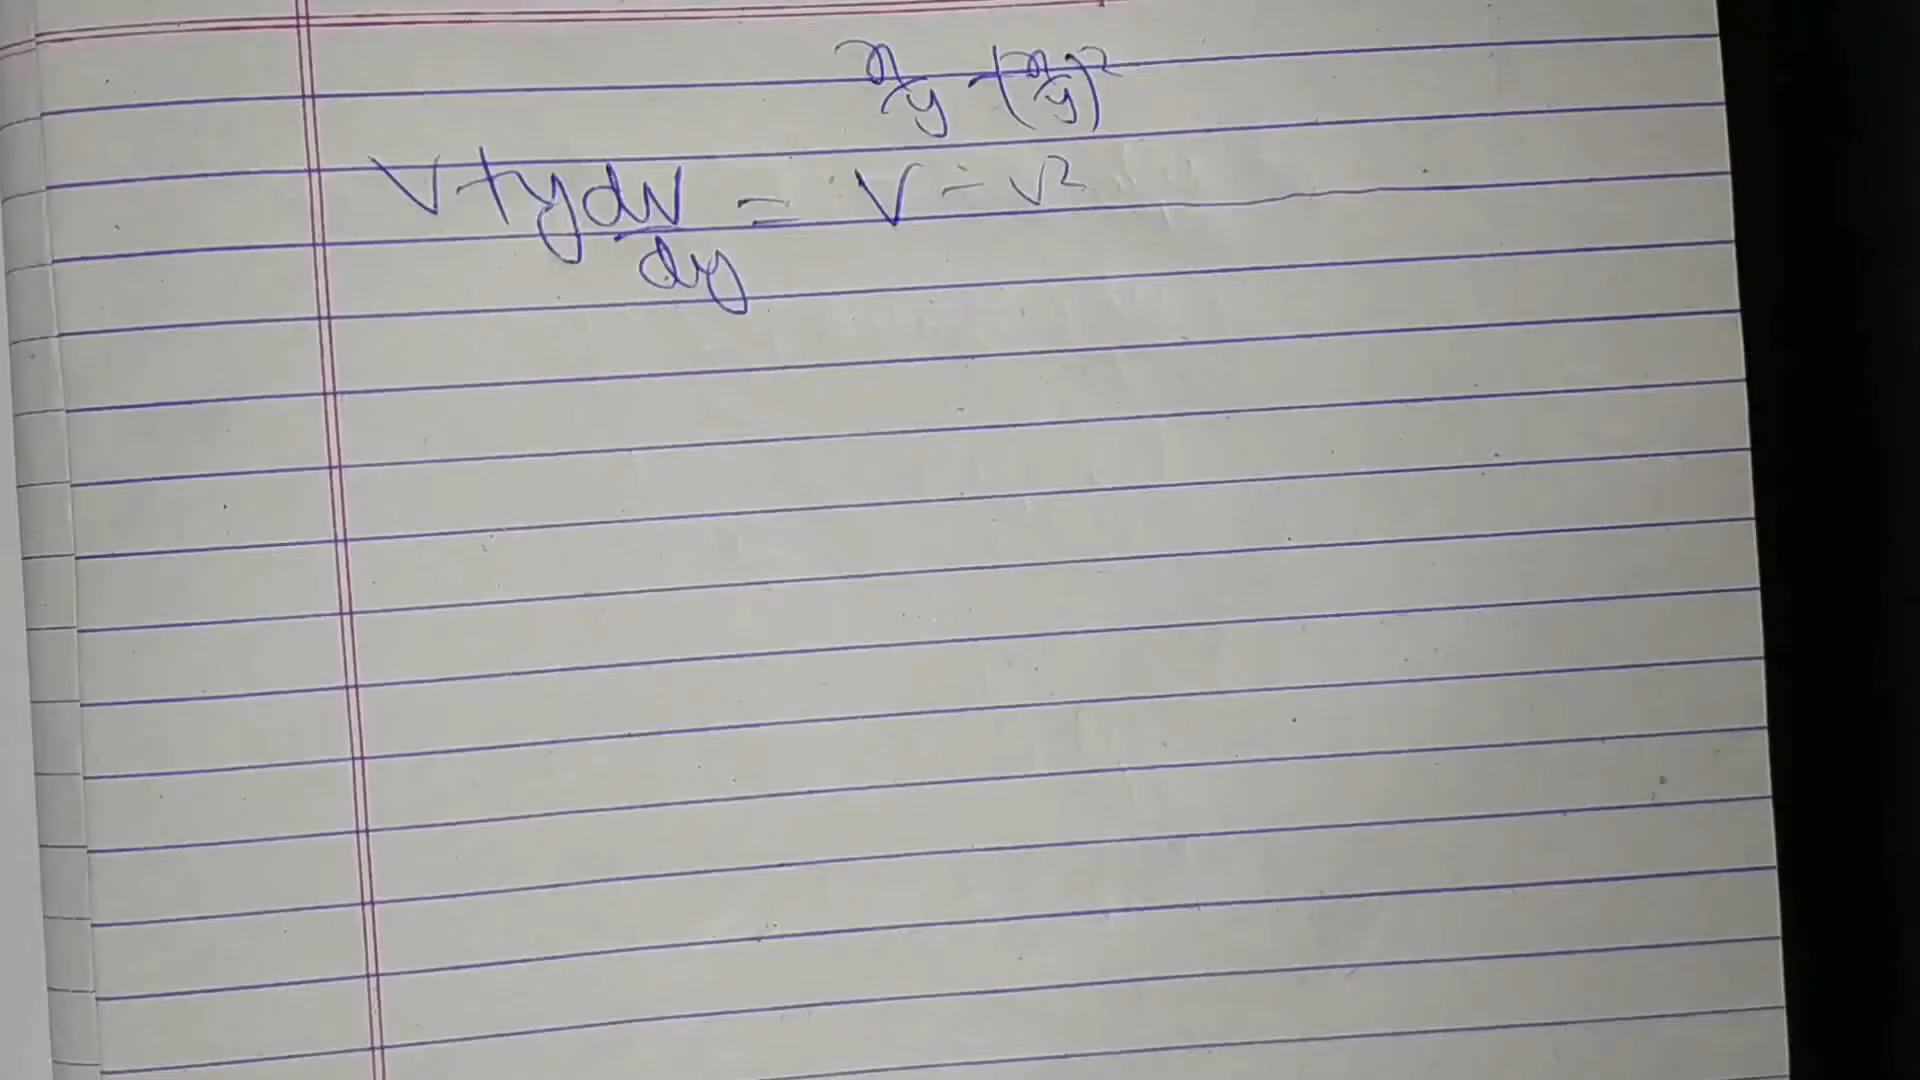 x/y - (x/y)²
v + y dv/dy = v - v²